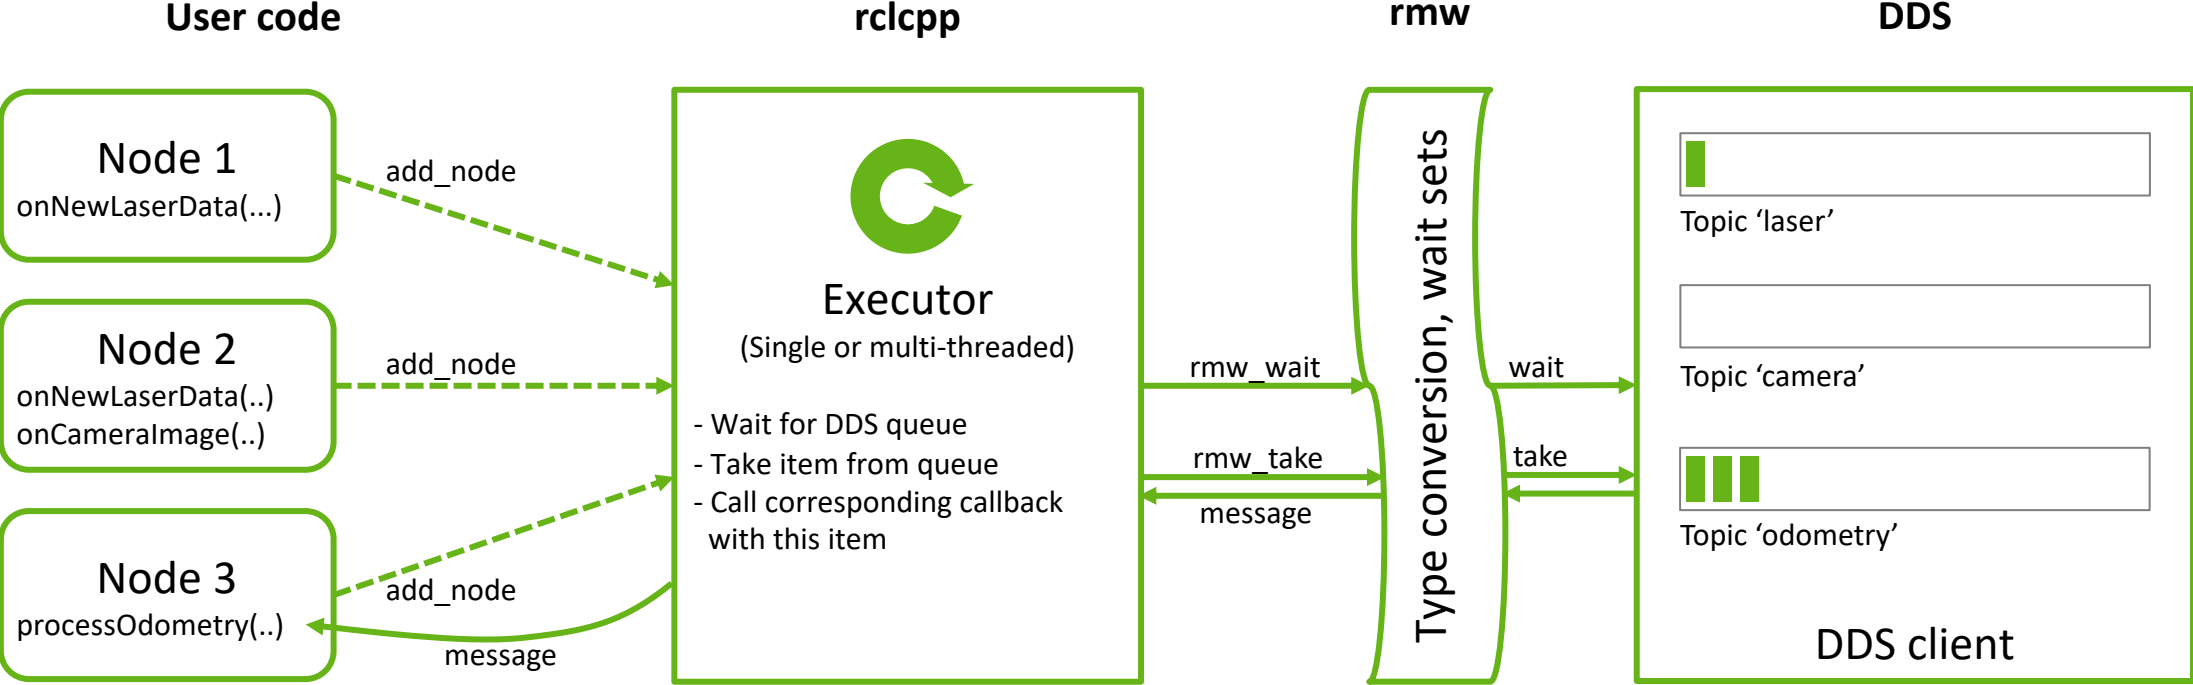 User code
rclcpp
rmw
DDS
Node 1
onNewLaserData(...)
add_node
Node 2
onNewLaserData(..)
onCameraImage(..)
add_node
Node 3
processOdometry(..)
add_node
message
Executor
(Single or multi-threaded)
- Wait for DDS queue
- Take item from queue
- Call corresponding callback
with this item
rmw_wait
rmw_take
message
Type conversion, wait sets
wait
take
Topic ‘laser’
Topic ‘camera’
Topic ‘odometry’
DDS client